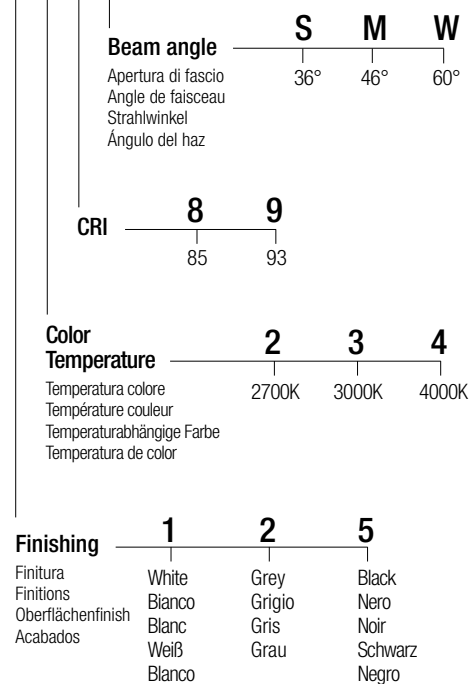 S M W
Beam angle
36° 46° 60°
Apertura di fascio
Angle de faisceau
Strahlwinkel
Ángulo del haz
8 9
CRI
85 93
Color
Temperature
2 3 4
2700K 3000K 4000K
Temperatura colore
Température couleur
Temperaturabhängige Farbe
Temperatura de color
1 2 5
Finishing
Finitura
Finitions
Oberflächenfinish
Acabados
White Grey Black
Bianco Grigio Nero
Blanc Gris Noir
Weiß Grau Schwarz
Blanco Negro